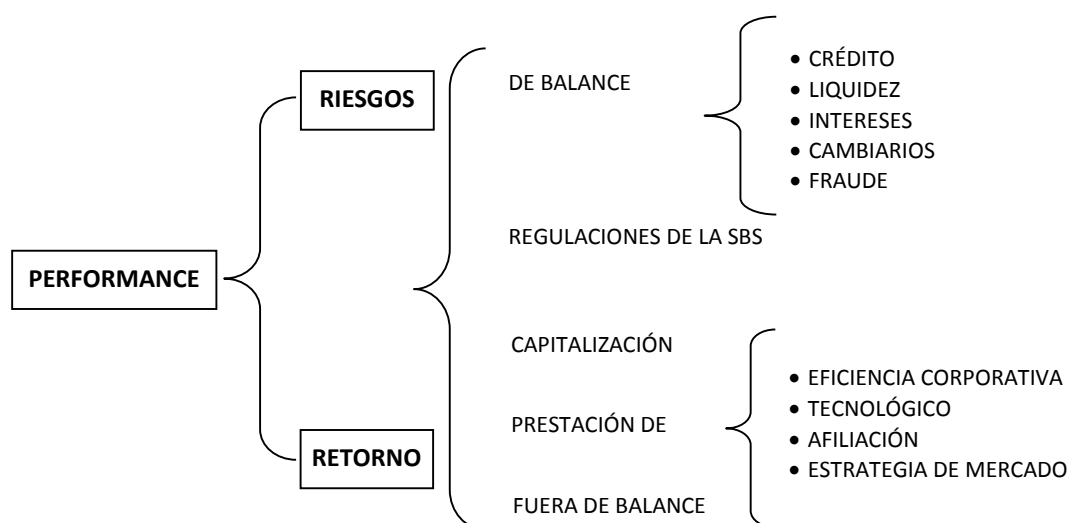 PERFORMANCE
RIESGOS
RETORNO
DE BALANCE
REGULACIONES DE LA SBS
CAPITALIZACIÓN
PRESTACIÓN DE
FUERA DE BALANCE
• CRÉDITO
• LIQUIDEZ
• INTERESES
• CAMBIARIOS
• FRAUDE
• EFICIENCIA CORPORATIVA
• TECNOLÓGICO
• AFILIACIÓN
• ESTRATEGIA DE MERCADO